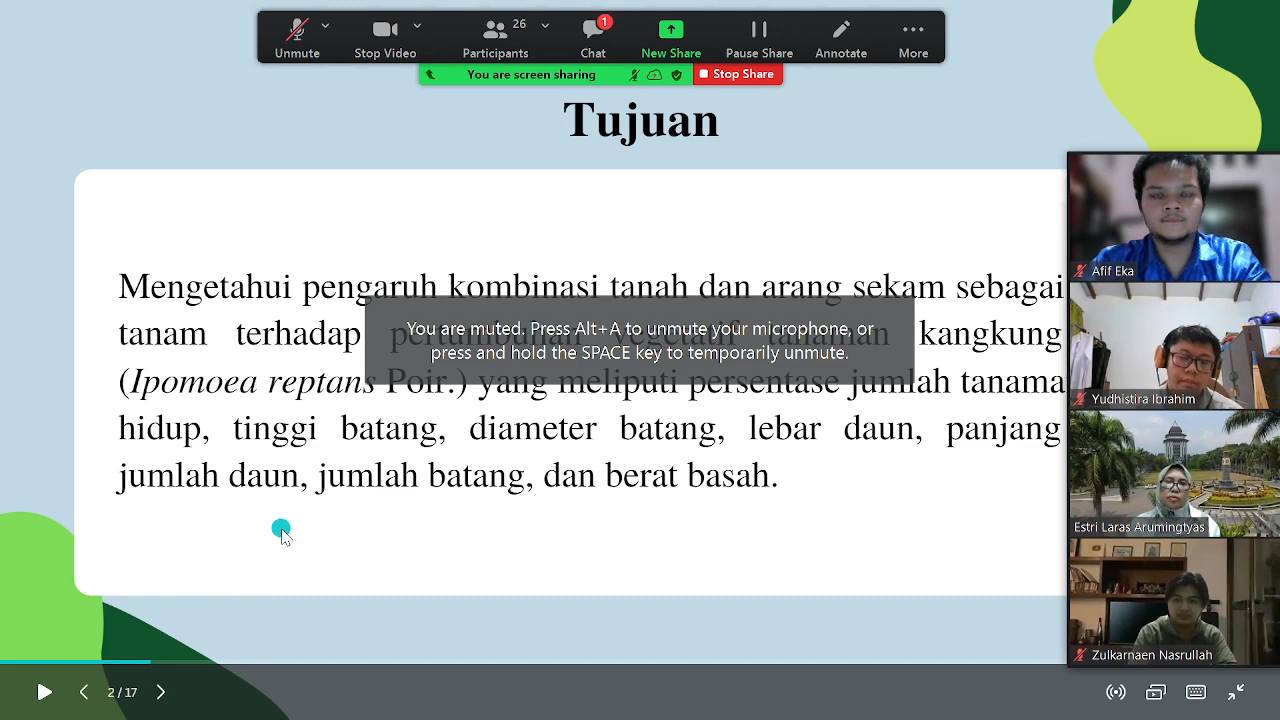 Unmute
Stop Video
Participants
26
Chat
1
New Share
Pause Share
Annotate
More
You are screen sharing
Stop Share
Tujuan
Mengetahui pengaruh kombinasi tanah dan arang sekam sebagai
tanam terhadap pertumbuhan vegetatif tanaman kangkung
(Ipomoea reptans Poir.) yang meliputi persentase jumlah tanama
hidup, tinggi batang, diameter batang, lebar daun, panjang
jumlah daun, jumlah batang, dan berat basah.
You are muted. Press Alt+A to unmute your microphone, or
press and hold the SPACE key to temporarily unmute.
Afif Eka
Yudhistira Ibrahim
Estri Laras Arumingtyas
Zulkarnaen Nasrullah
2 / 17